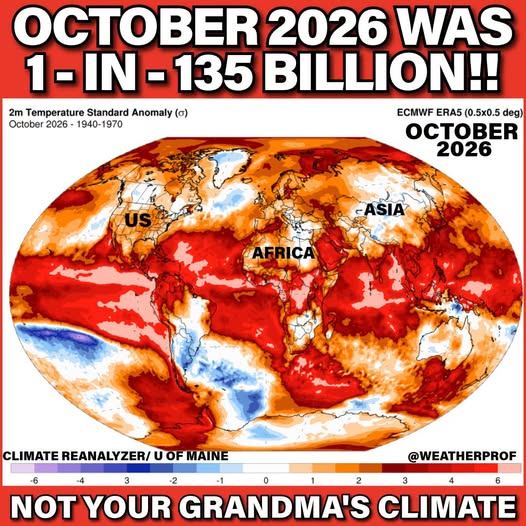 OCTOBER 2026 WAS
1 - IN - 135 BILLION!!
2m Temperature Standard Anomaly (σ)
ECMWF ERA5 (0.5x0.5 deg)
October 2026 - 1940-1970
OCTOBER
2026
US
ASIA
AFRICA
CLIMATE REANALYZER/ U OF MAINE
@WEATHERPROF
-6 -4 3 -2 -1 0 1 2 3 4 6
NOT YOUR GRANDMA'S CLIMATE